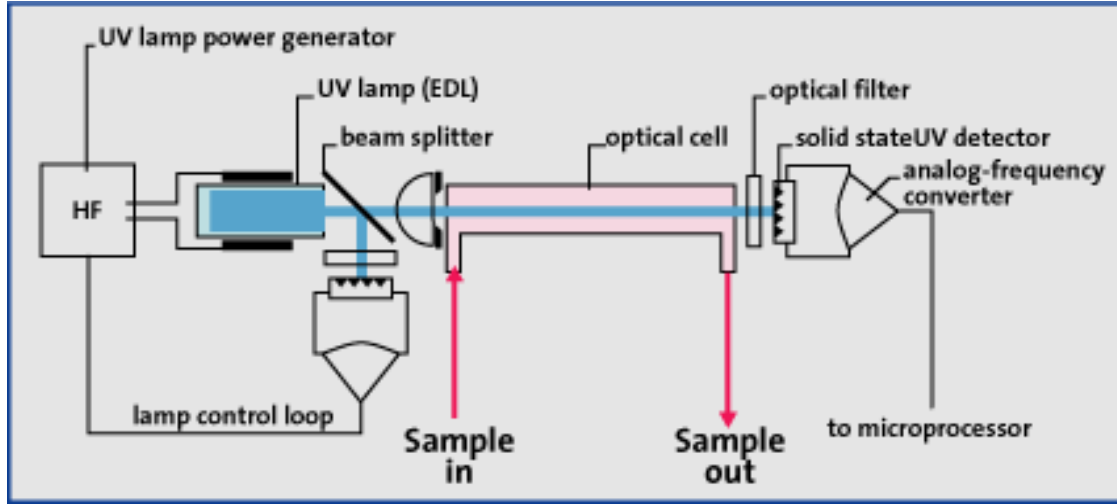 UV lamp power generator
UV lamp (EDL)
beam splitter
optical cell
optical filter
solid stateUV detector
analog-frequency
converter
HF
lamp control loop
Sample
in
Sample
out
to microprocessor